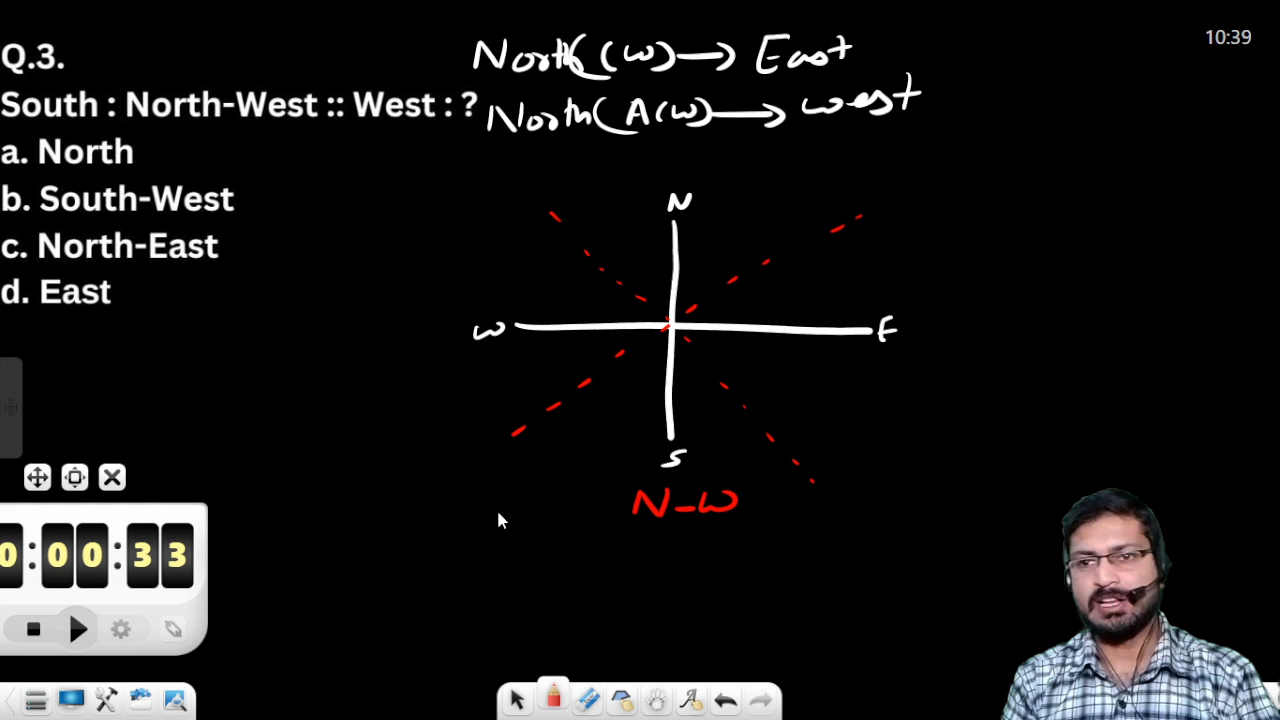 10:39
Q.3.
South : North-West :: West : ?
a. North
b. South-West
c. North-East
d. East
North (W) → East
North (A(W) → west
N
W
E
S
N-W
0:00:33